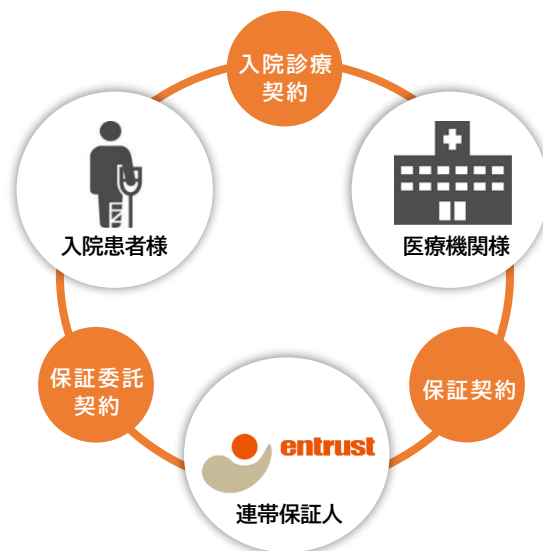 入院診療
契約
入院患者様
医療機関様
保証委託
契約
保証契約
entrust
連帯保証人